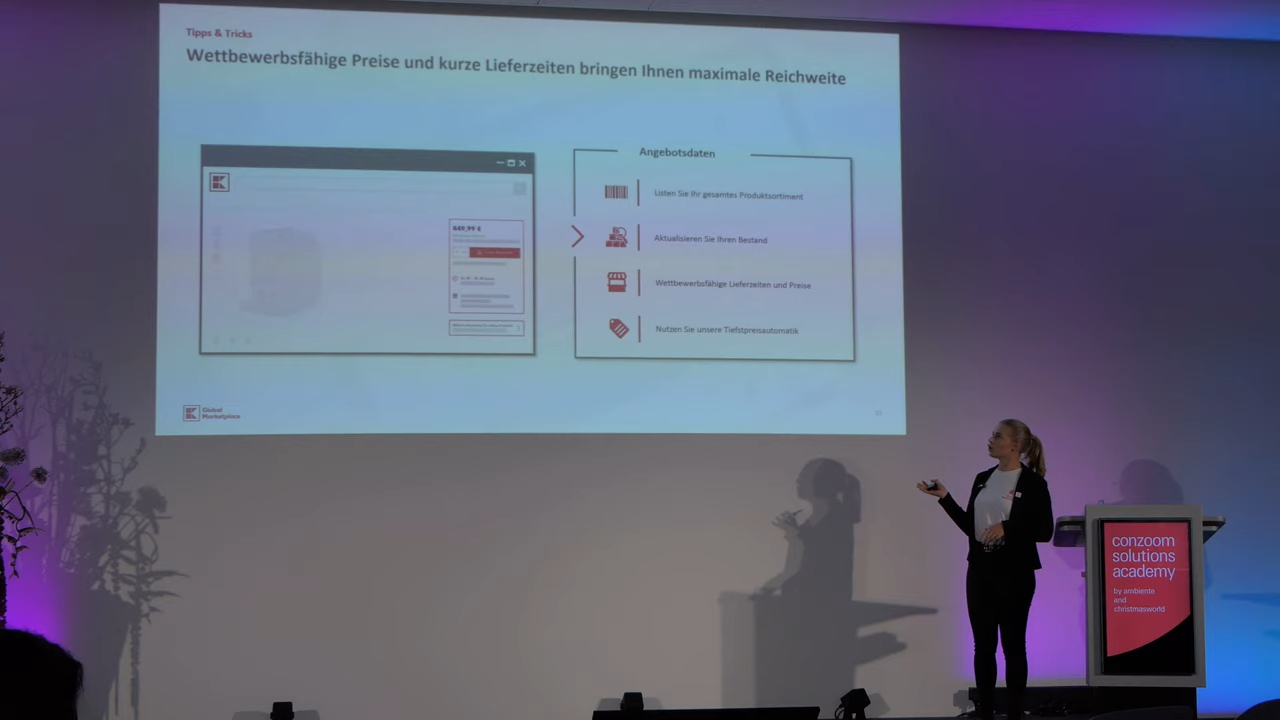 Tipps & Tricks
Wettbewerbsfähige Preise und kurze Lieferzeiten bringen Ihnen maximale Reichweite
649,99 €
Angebotsdaten
Listen Sie Ihr gesamtes Produktsortiment
Aktualisieren Sie Ihren Bestand
Wettbewerbsfähige Lieferzeiten und Preise
Nutzen Sie unsere Tiefstpreisautomatik
Global
Marketplace
conzoom
solutions
academy
by ambiente
and
christmasworld